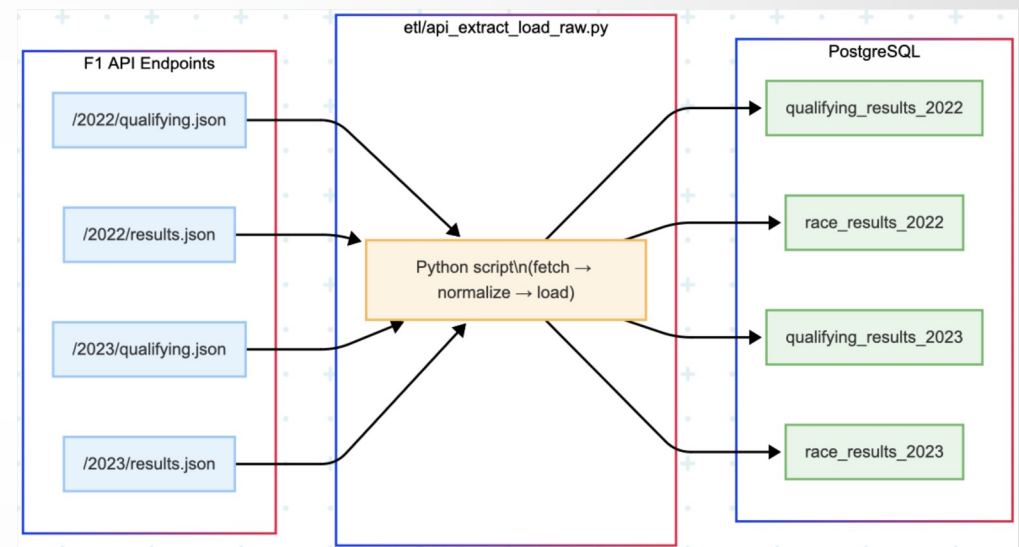 F1 API Endpoints
/2022/qualifying.json
/2022/results.json
/2023/qualifying.json
/2023/results.json
etl/api_extract_load_raw.py
Python script\n(fetch →
normalize → load)
PostgreSQL
qualifying_results_2022
race_results_2022
qualifying_results_2023
race_results_2023